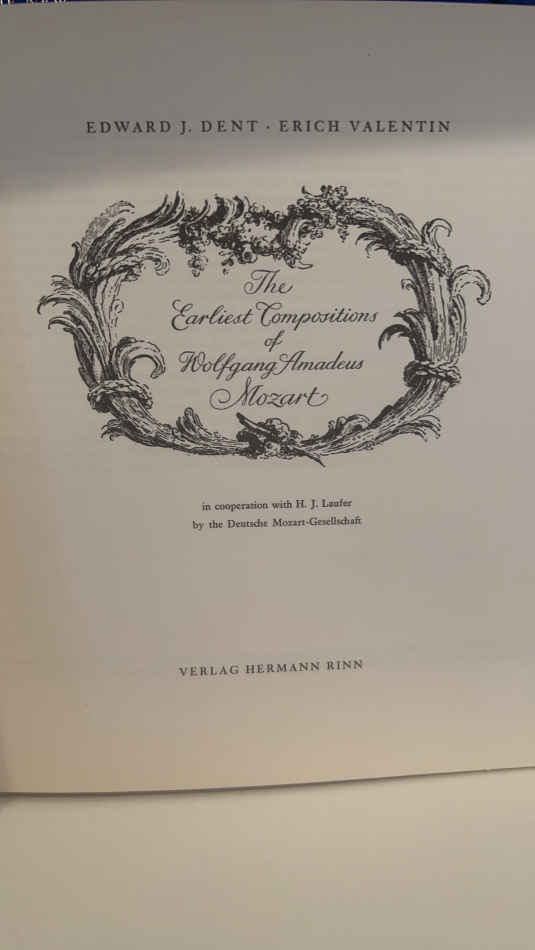 EDWARD J. DENT · ERICH VALENTIN
The
Earliest Compositions
of
Wolfgang Amadeus
Mozart
in cooperation with H. J. Laufer
by the Deutsche Mozart-Gesellschaft
VERLAG HERMANN RINN